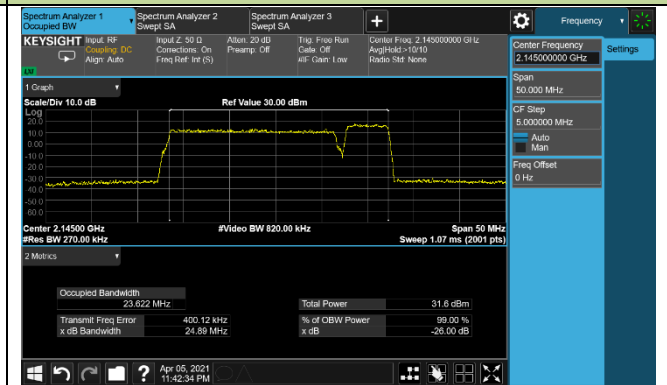 Spectrum Analyzer 1
Occupied BW
Spectrum Analyzer 2
Swept SA
Spectrum Analyzer 3
Swept SA
+
Frequency
KEYSIGHT
Input: RF
Coupling: DC
Align: Auto
Input Z: 50 Ω
Corrections: On
Freq Ref: Int (S)
Atten: 20 dB
Preamp: Off
Trig: Free Run
Gate: Off
#IF Gain: Low
Center Freq: 2.145000000 GHz
Avg|Hold:>10/10
Radio Std: None
Center Frequency
2.145000000 GHz
Settings
Span
50.000 MHz
CF Step
5.000000 MHz
Auto
Man
Freq Offset
0 Hz
1 Graph
Scale/Div 10.0 dB
Ref Value 30.00 dBm
Log
20.0
10.0
0.00
-10.0
-20.0
-30.0
-40.0
-50.0
-60.0
Center 2.14500 GHz
#Video BW 820.00 kHz
Span 50 MHz
#Res BW 270.00 kHz
Sweep 1.07 ms (2001 pts)
2 Metrics
Occupied Bandwidth
23.622 MHz
Total Power
31.6 dBm
Transmit Freq Error
400.12 kHz
% of OBW Power
99.00 %
x dB Bandwidth
24.89 MHz
x dB
-26.00 dB
?
Apr 05, 2021
11:42:34 PM